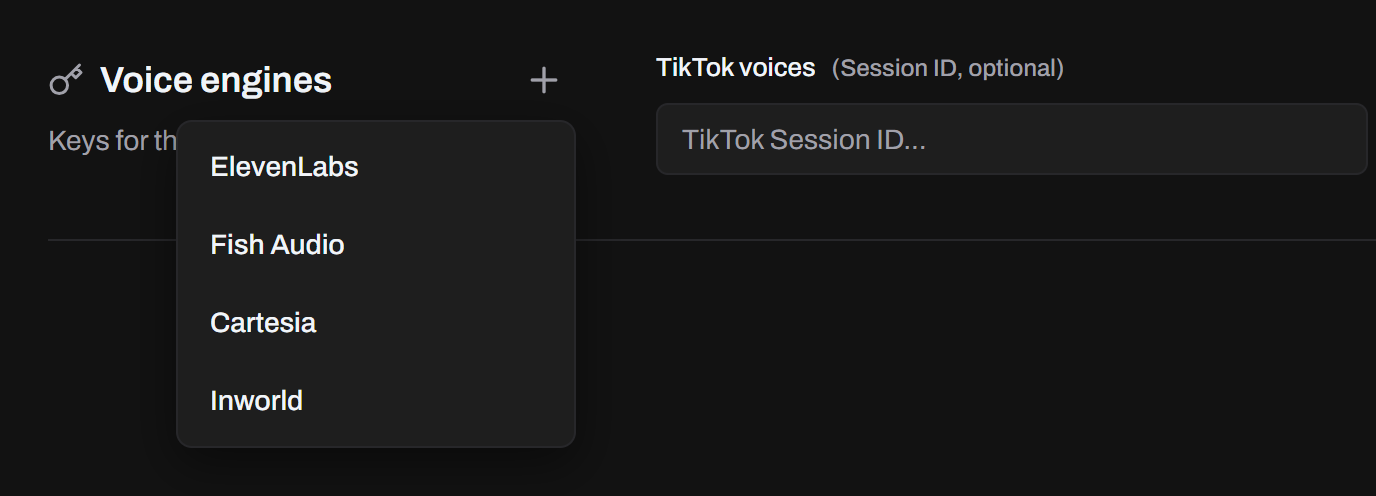 Voice engines
Keys for th
ElevenLabs
Fish Audio
Cartesia
Inworld
TikTok voices (Session ID, optional)
TikTok Session ID...